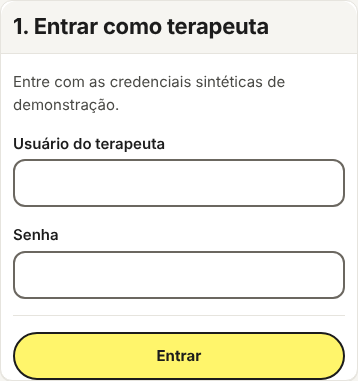 1. Entrar como terapeuta
Entre com as credenciais sintéticas de
demonstração.
Usuário do terapeuta
Senha
Entrar